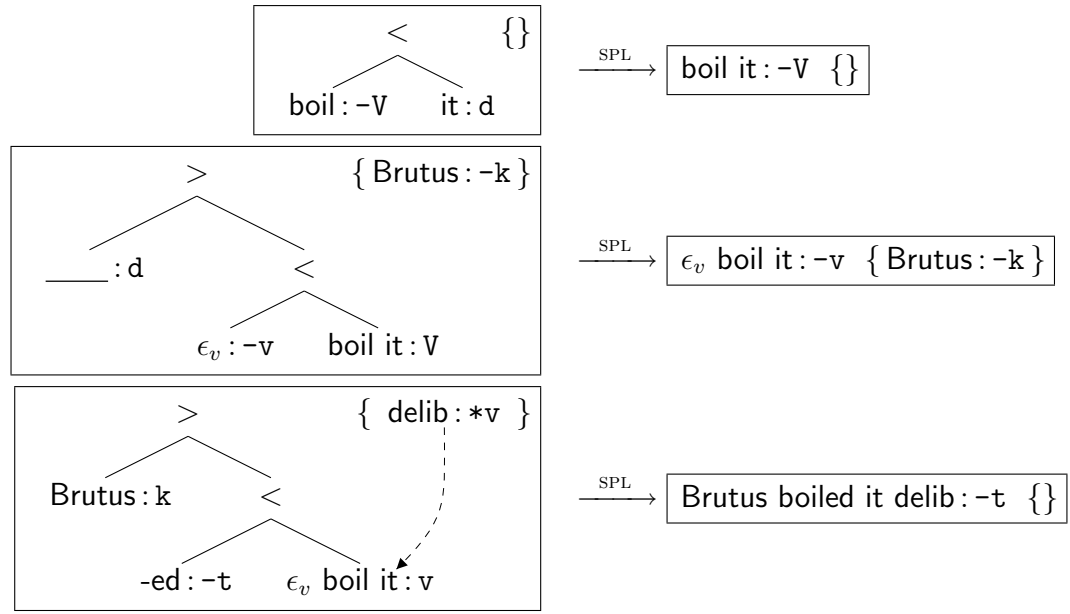 < {}
boil : -V it : d
SPL
boil it : -V {}
> { Brutus : -k }
____ : d <
ϵv : -v boil it : V
SPL
ϵv boil it : -v { Brutus : -k }
> { delib : *v }
Brutus : k <
-ed : -t ϵv boil it : v
SPL
Brutus boiled it delib : -t {}